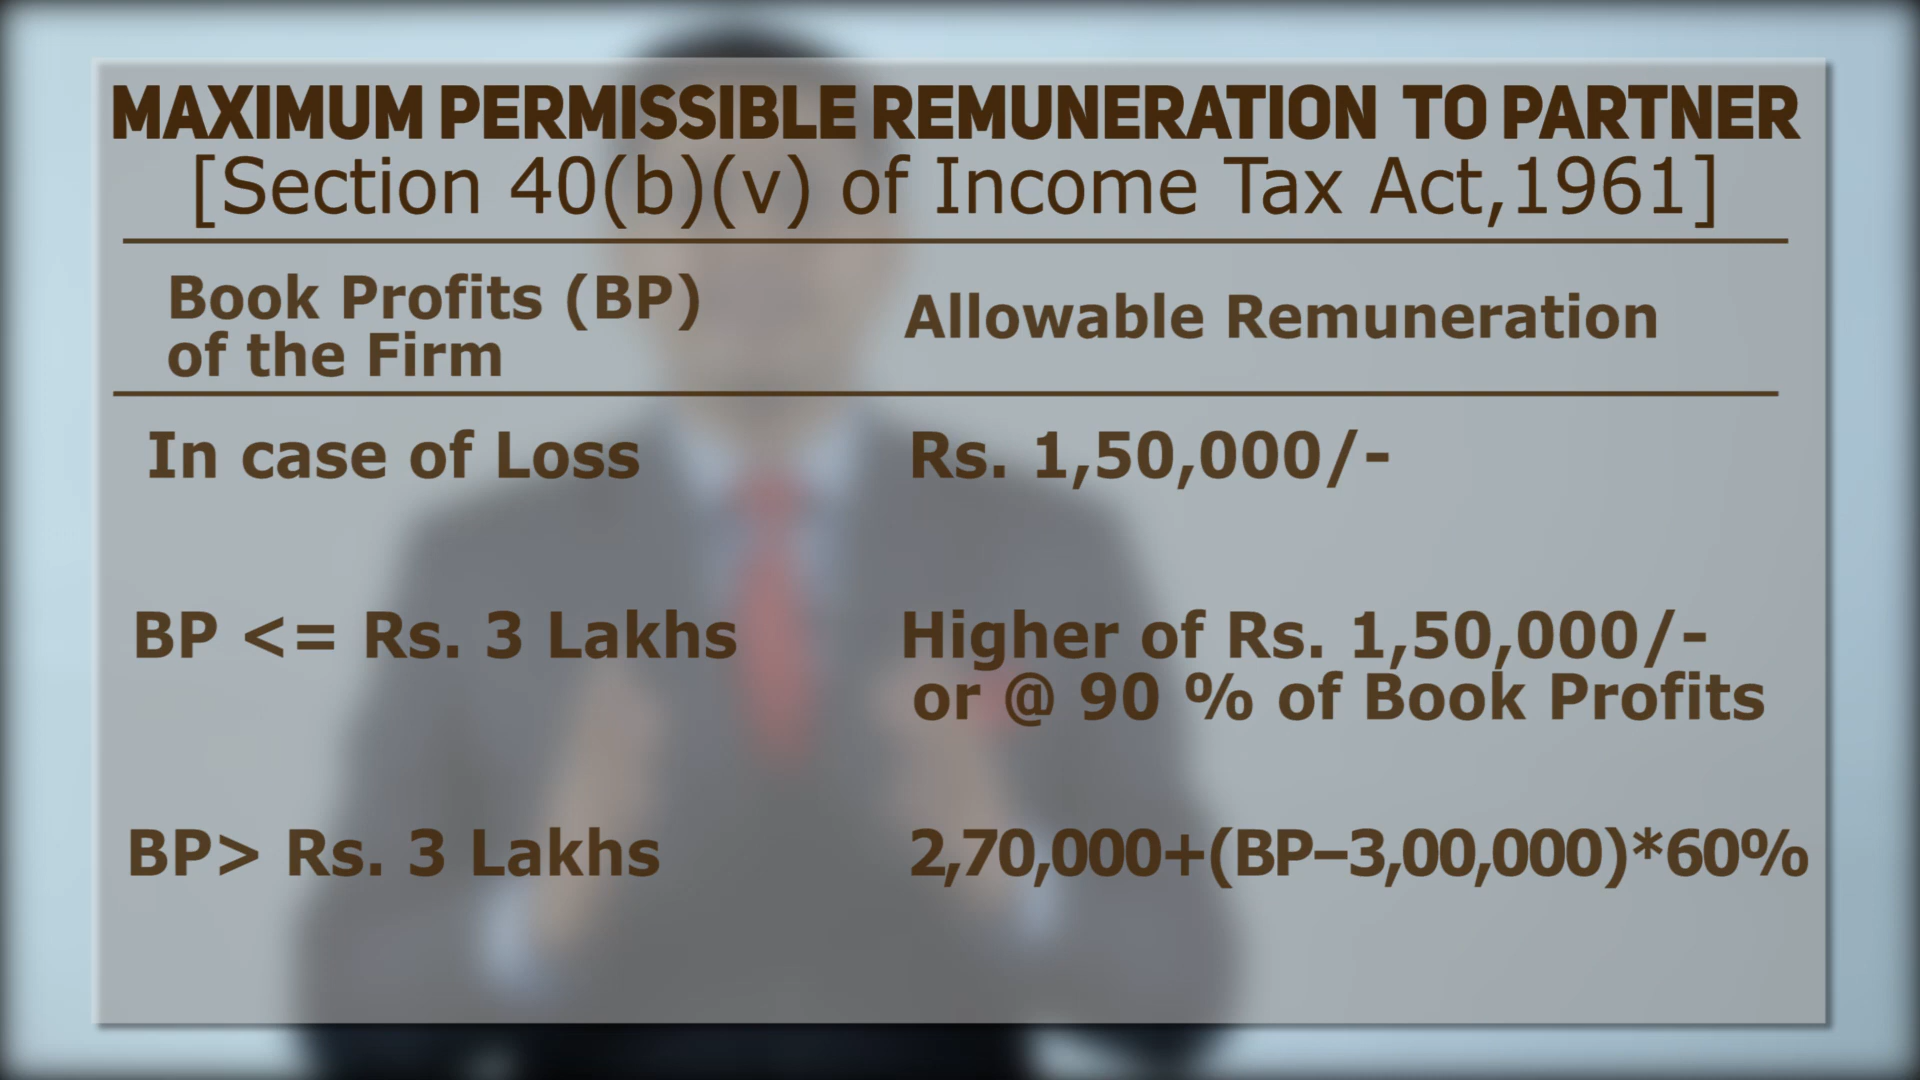 MAXIMUM PERMISSIBLE REMUNERATION TO PARTNER
[Section 40(b)(v) of Income Tax Act,1961]
Book Profits (BP)
of the Firm
Allowable Remuneration
In case of Loss
Rs. 1,50,000/-
BP <= Rs. 3 Lakhs
Higher of Rs. 1,50,000/-
or @ 90 % of Book Profits
BP> Rs. 3 Lakhs
2,70,000+(BP–3,00,000)*60%